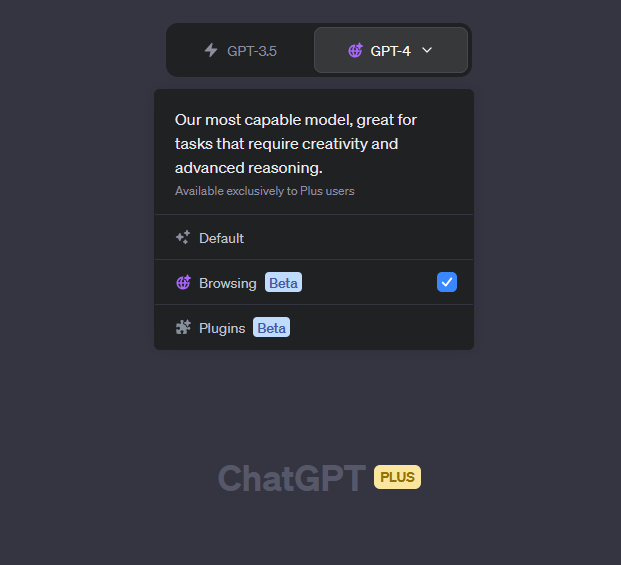 GPT-3.5
GPT-4
Our most capable model, great for
tasks that require creativity and
advanced reasoning.
Available exclusively to Plus users
Default
Browsing Beta
Plugins Beta
ChatGPT PLUS